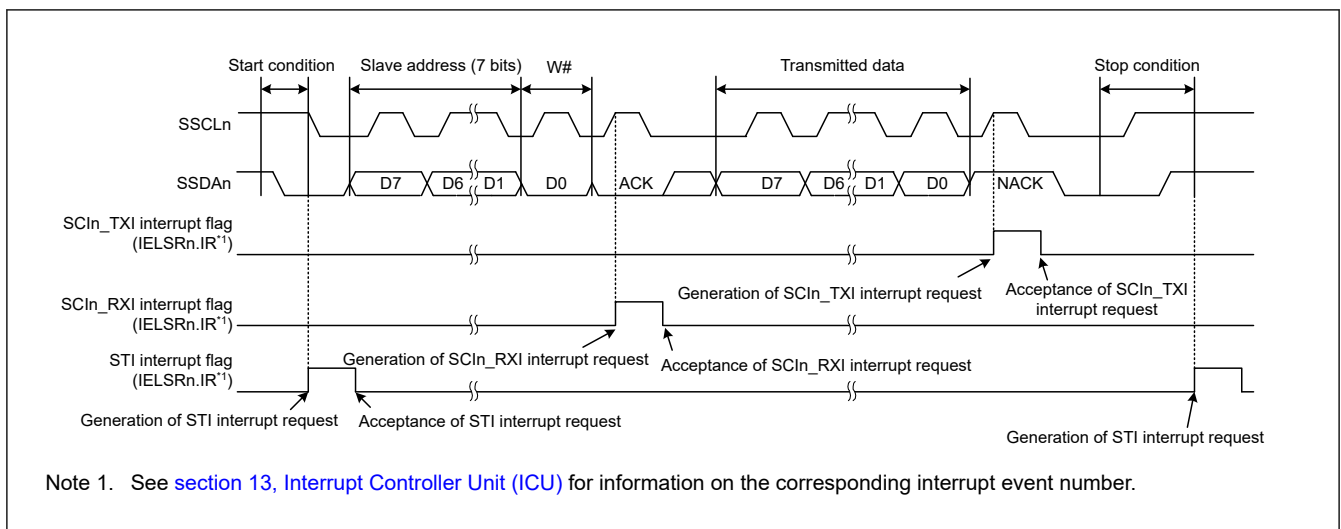 Start condition
Slave address (7 bits)
W#
Transmitted data
Stop condition
SSCLn
SSDAn
D7
D6
D1
D0
ACK
D7
D6
D1
D0
NACK
SCIn_TXI interrupt flag
(IELSRn.IR*1)
Generation of SCIn_TXI interrupt request
Acceptance of SCIn_TXI
interrupt request
SCIn_RXI interrupt flag
(IELSRn.IR*1)
Generation of SCIn_RXI interrupt request
Acceptance of SCIn_RXI interrupt request
STI interrupt flag
(IELSRn.IR*1)
Generation of STI interrupt request
Acceptance of STI interrupt request
Generation of STI interrupt request
Note 1. See section 13, Interrupt Controller Unit (ICU) for information on the corresponding interrupt event number.